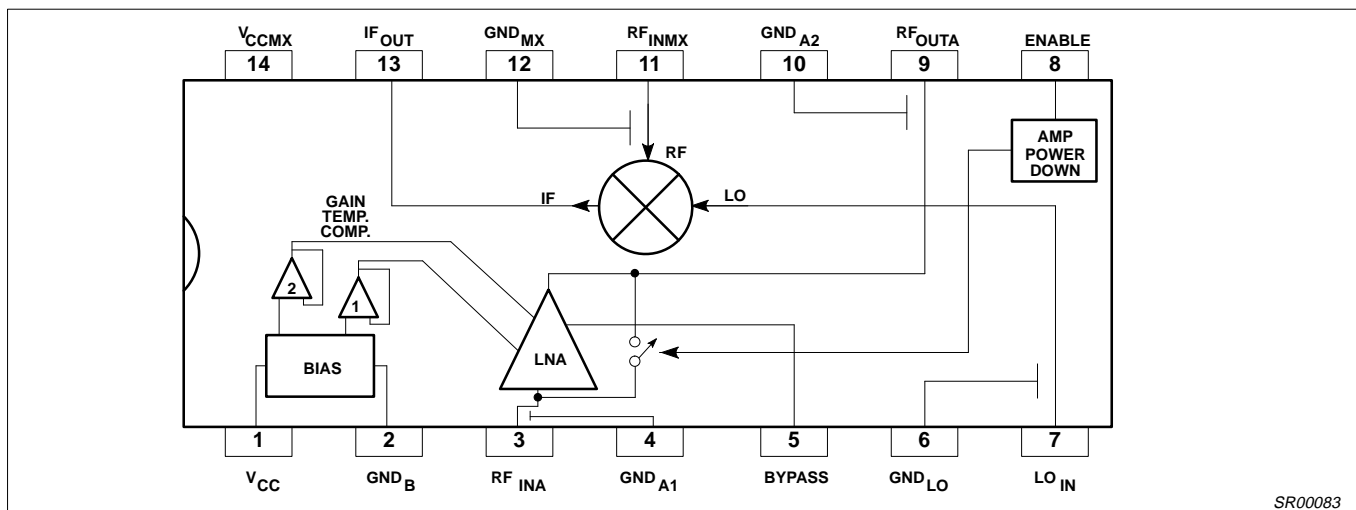 VCCMX IFOUT GNDMX RFINMX GNDA2 RFOUTA ENABLE
14 13 12 11 10 9 8
AMP
POWER
DOWN
RF
IF
LO
GAIN
TEMP.
COMP.
2
1
BIAS
LNA
1 2 3 4 5 6 7
VCC GNDB RF INA GNDA1 BYPASS GNDLO LO IN
SR00083